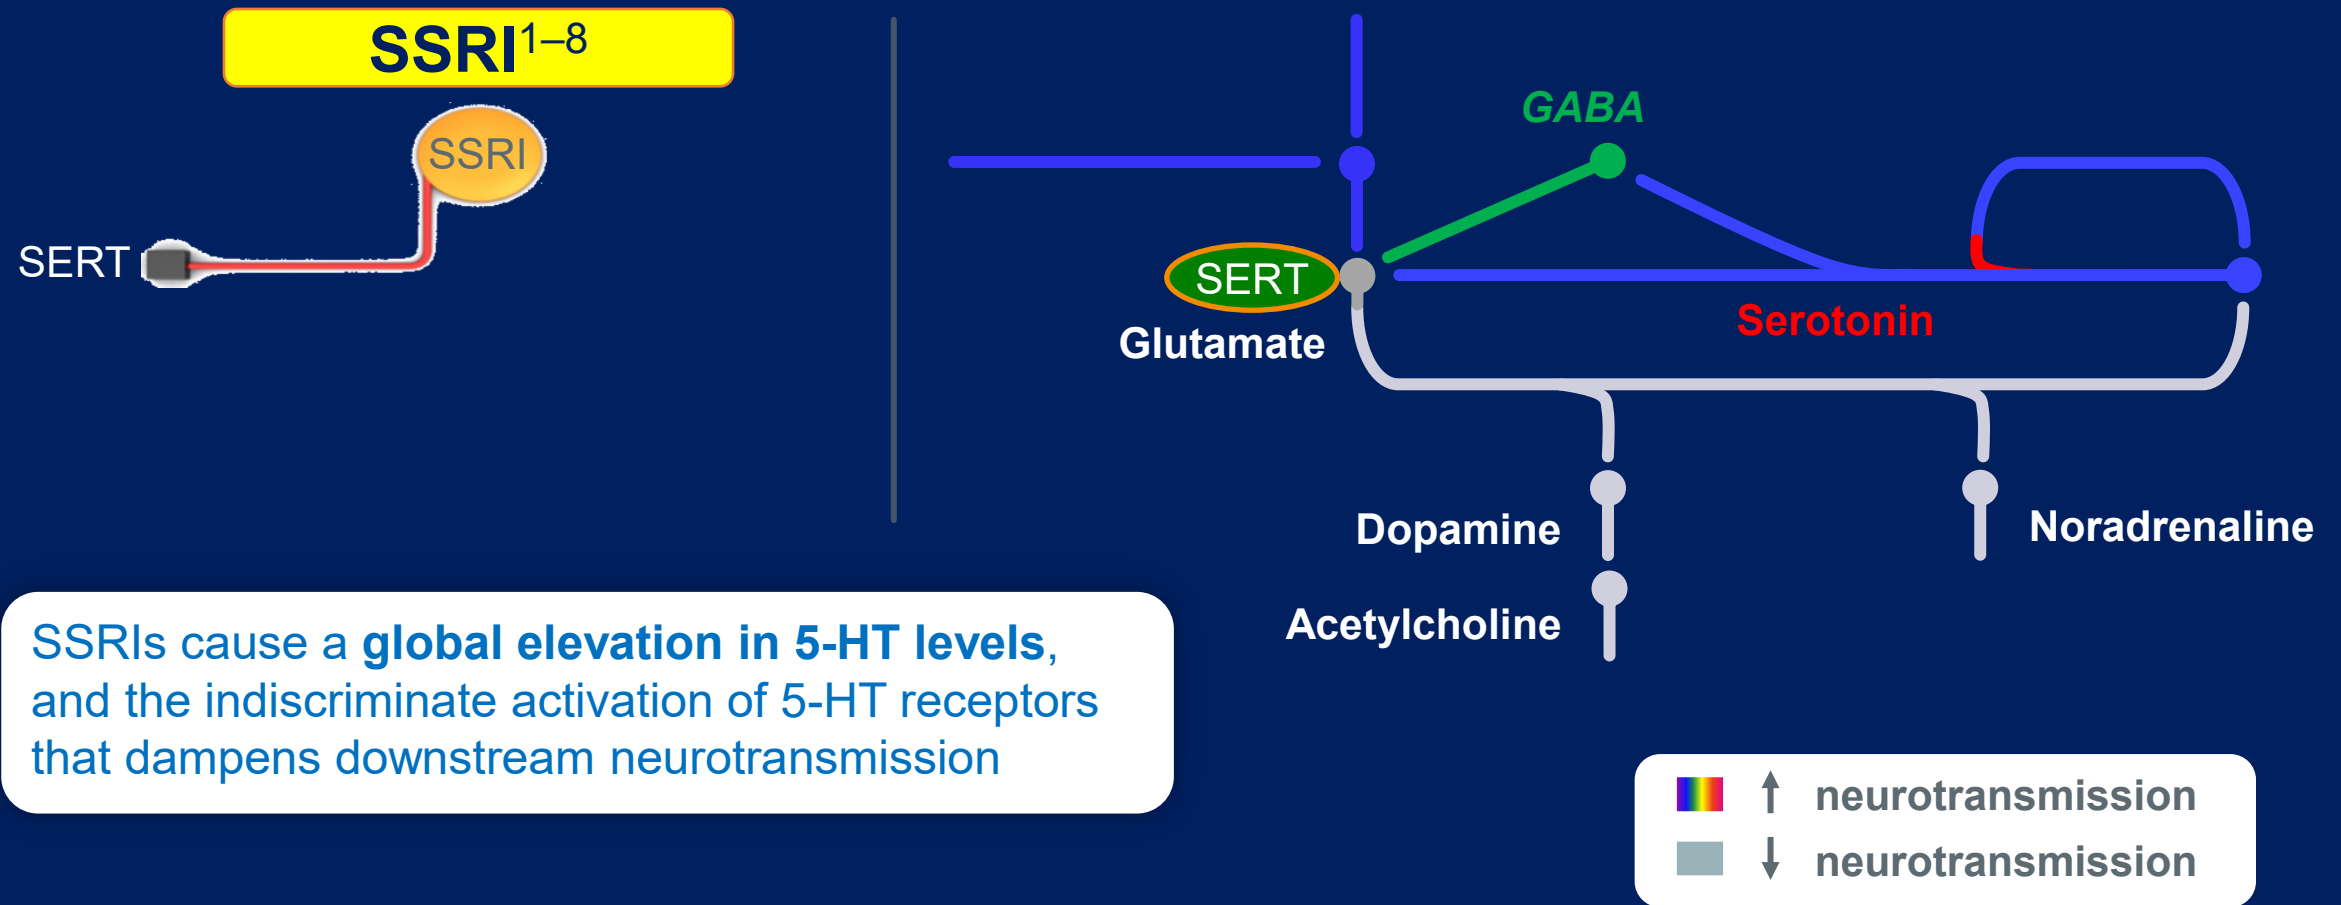 SSRI1–8
SSRI
SERT
GABA
SERT
Glutamate
Serotonin
Dopamine
Noradrenaline
Acetylcholine
SSRIs cause a global elevation in 5-HT levels,
and the indiscriminate activation of 5-HT receptors
that dampens downstream neurotransmission
↑ neurotransmission
↓ neurotransmission